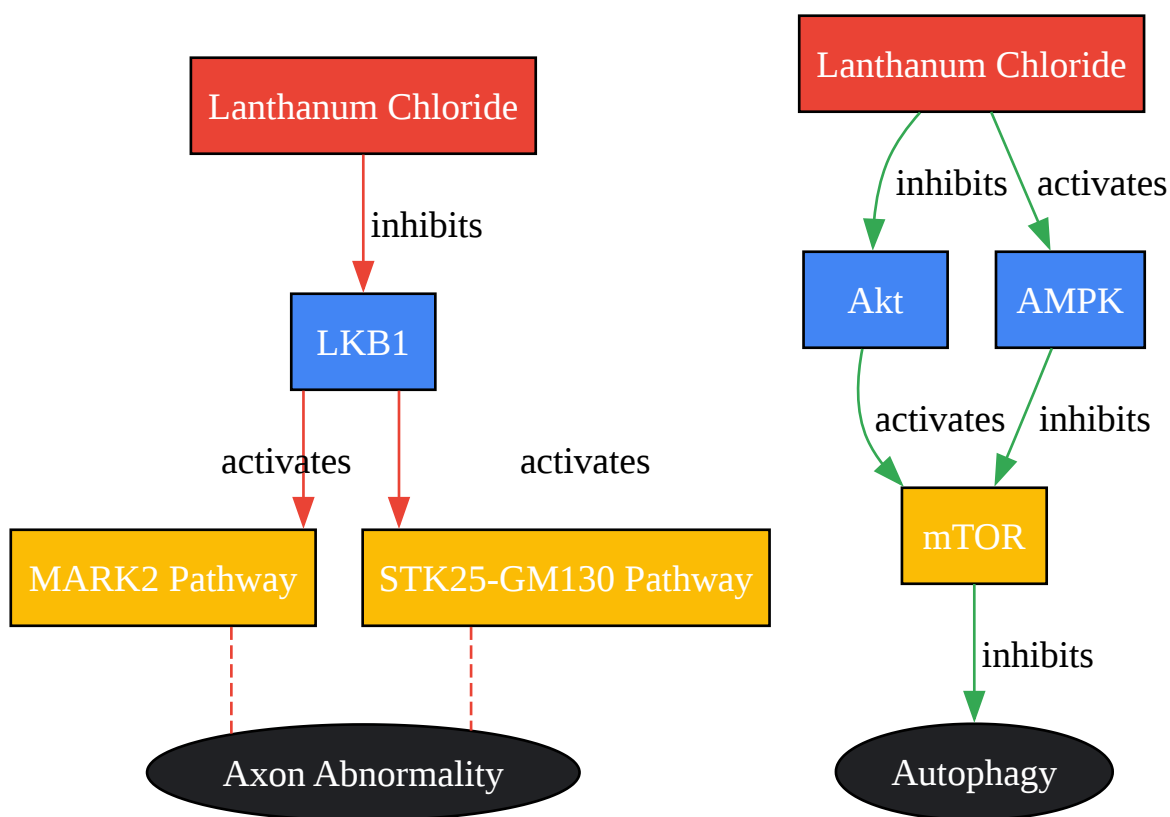 Lanthanum Chloride
inhibits
LKB1
activates
activates
MARK2 Pathway
STK25-GM130 Pathway
Axon Abnormality
Lanthanum Chloride
inhibits
activates
Akt
AMPK
activates
inhibits
mTOR
inhibits
Autophagy